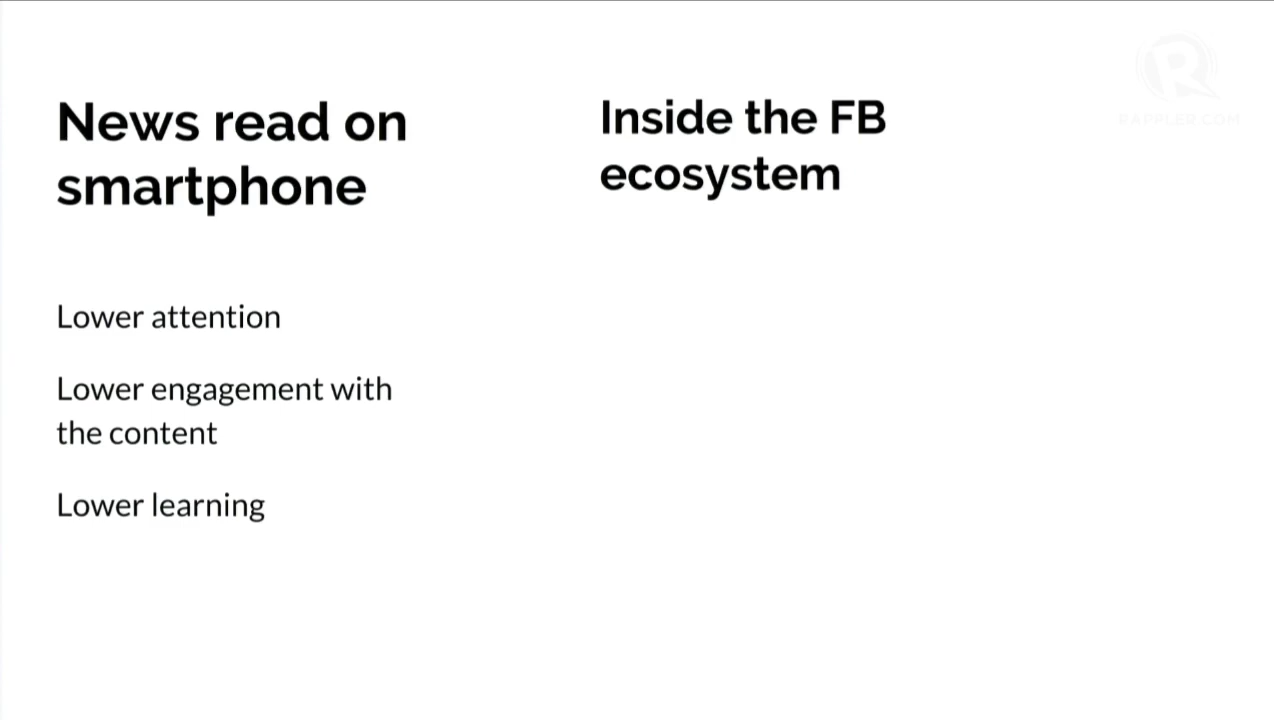 News read on
smartphone
Inside the FB
ecosystem
Lower attention
Lower engagement with
the content
Lower learning
RAPPLER.COM